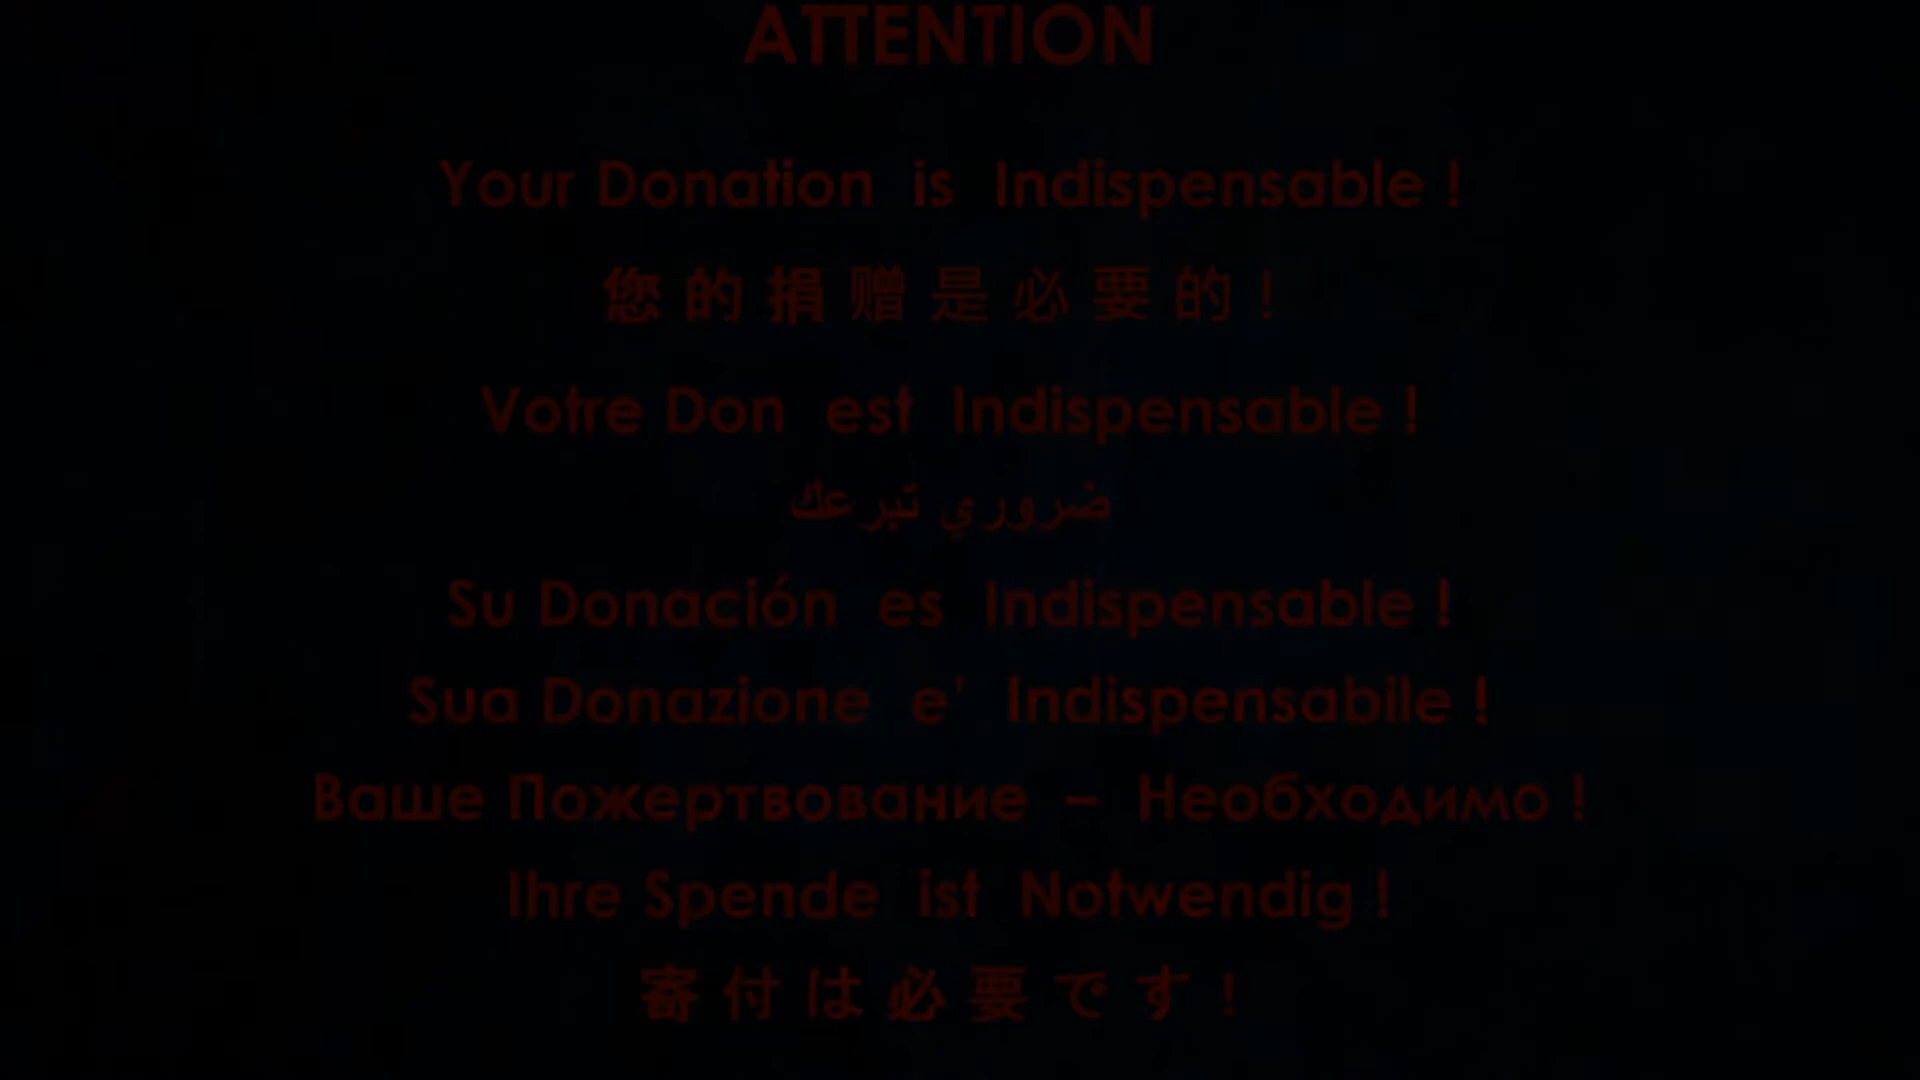 ATTENTION
Your Donation is Indispensable !
您的捐赠是必要的!
Votre Don est Indispensable !
ضروري تبرعك
Su Donación es Indispensable !
Sua Donazione e' Indispensabile !
Ваше Пожертвование – Необходимо !
Ihre Spende ist Notwendig !
寄付は必要です!